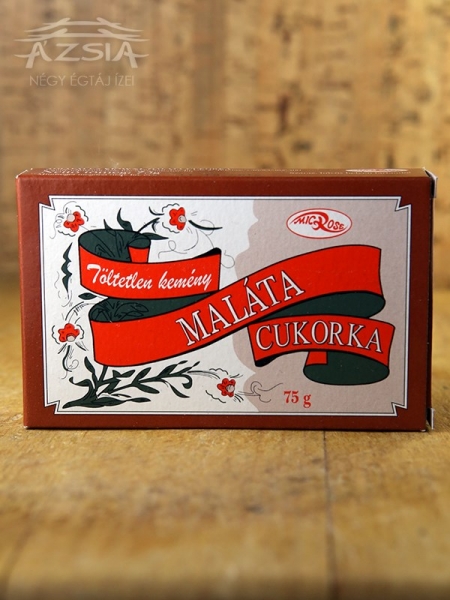 ÁZSIA
NÉGY ÉGTÁJ ÍZEI
MICROSE
Töltetlen kemény
MALÁTA
CUKORKA
75 g